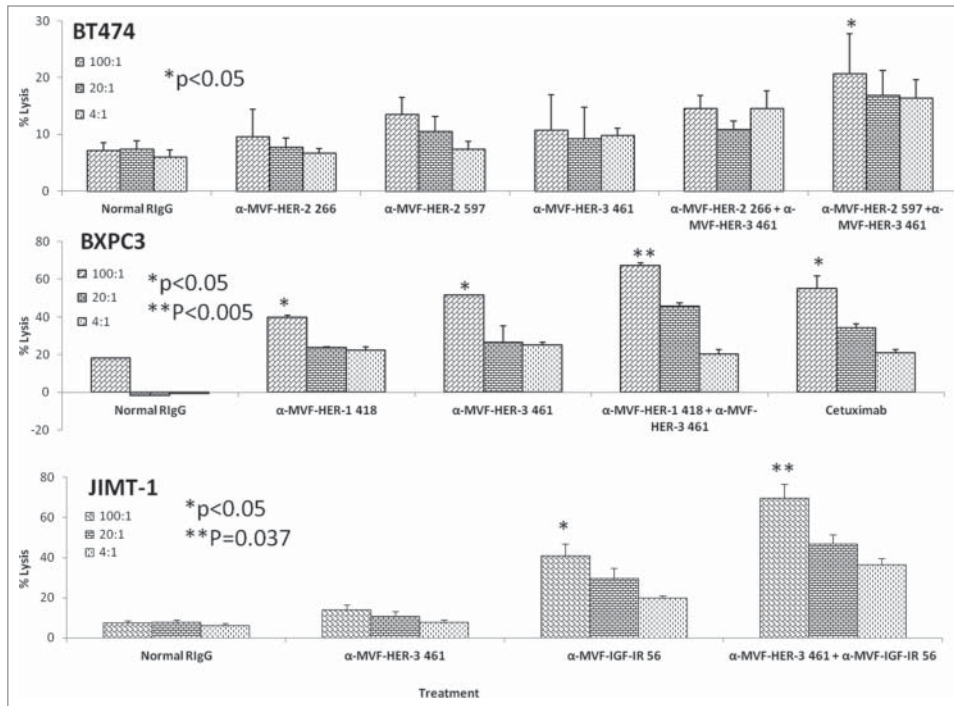 BT474
100:1
20:1
4:1
*p<0.05
% Lysis
30
20
10
0
*
Normal RIgG
α-MVF-HER-2 266
α-MVF-HER-2 597
α-MVF-HER-3 461
α-MVF-HER-2 266 + α-
MVF-HER-3 461
α-MVF-HER-2 597 +α-
MVF-HER-3 461
BXPC3
100:1
20:1
4:1
*p<0.05
**P<0.005
% Lysis
80
60
40
20
0
-20
*
*
**
*
Normal RIgG
α-MVF-HER-1 418
α-MVF-HER-3 461
α-MVF-HER-1 418 + α-MVF-
HER-3 461
Cetuximab
JIMT-1
100:1
20:1
4:1
*p<0.05
**P=0.037
% Lysis
80
60
40
20
0
*
**
Normal RIgG
α-MVF-HER-3 461
α-MVF-IGF-IR 56
α-MVF-HER-3 461 + α-MVF-IGF-IR 56
Treatment